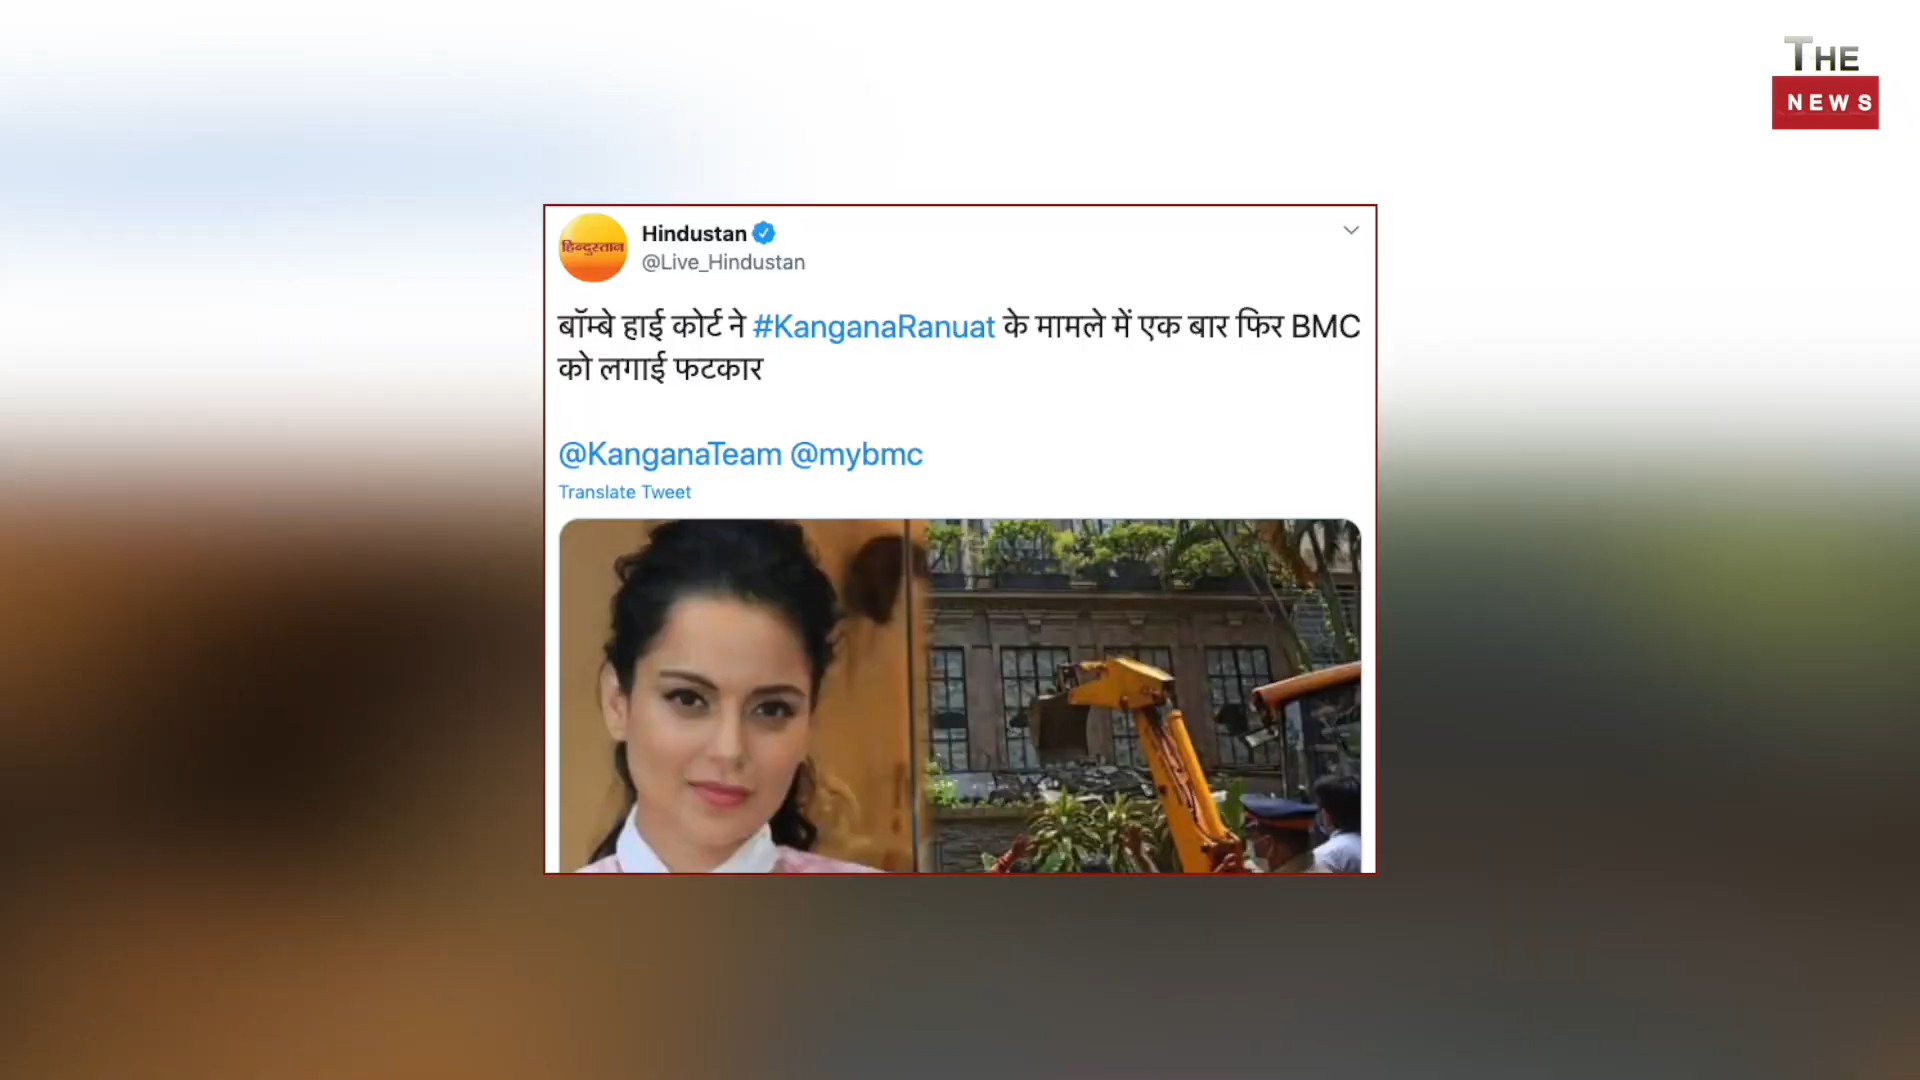 THE
NEWS
हिन्दुस्तान
Hindustan
@Live_Hindustan
बॉम्बे हाई कोर्ट ने #KanganaRanuat के मामले में एक बार फिर BMC
को लगाई फटकार
@KanganaTeam @mybmc
Translate Tweet